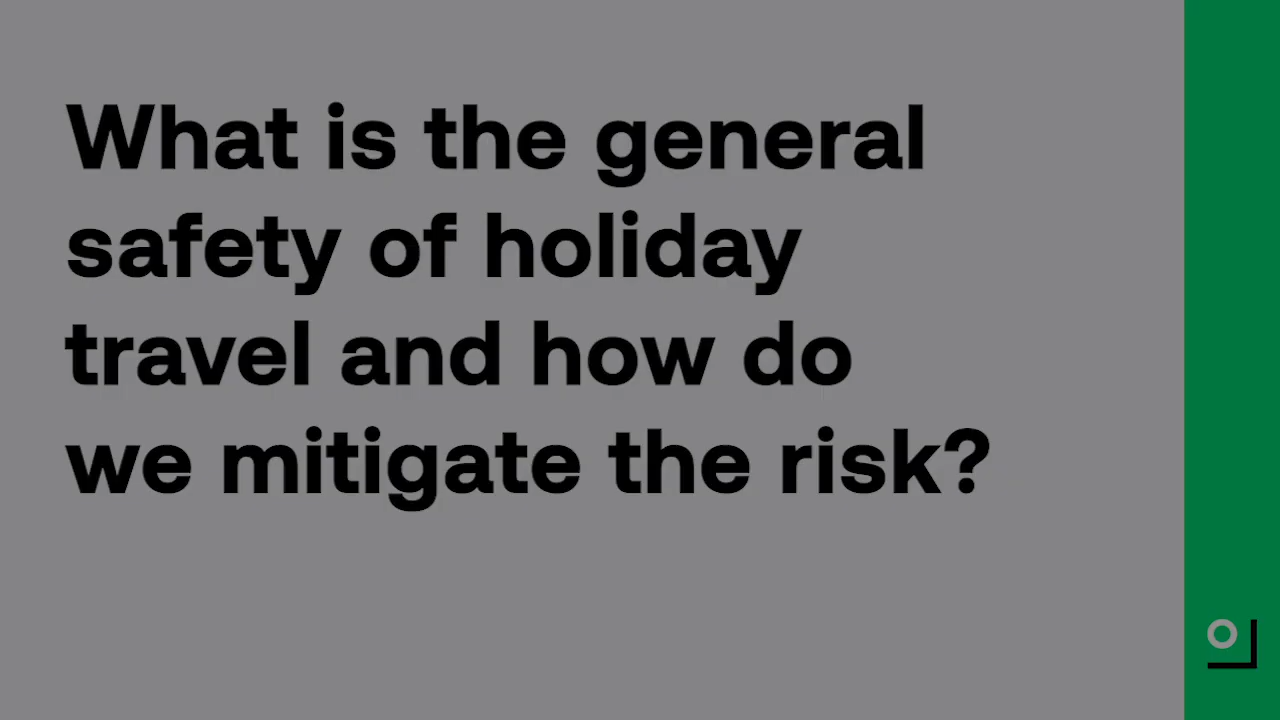 What is the general
safety of holiday
travel and how do
we mitigate the risk?